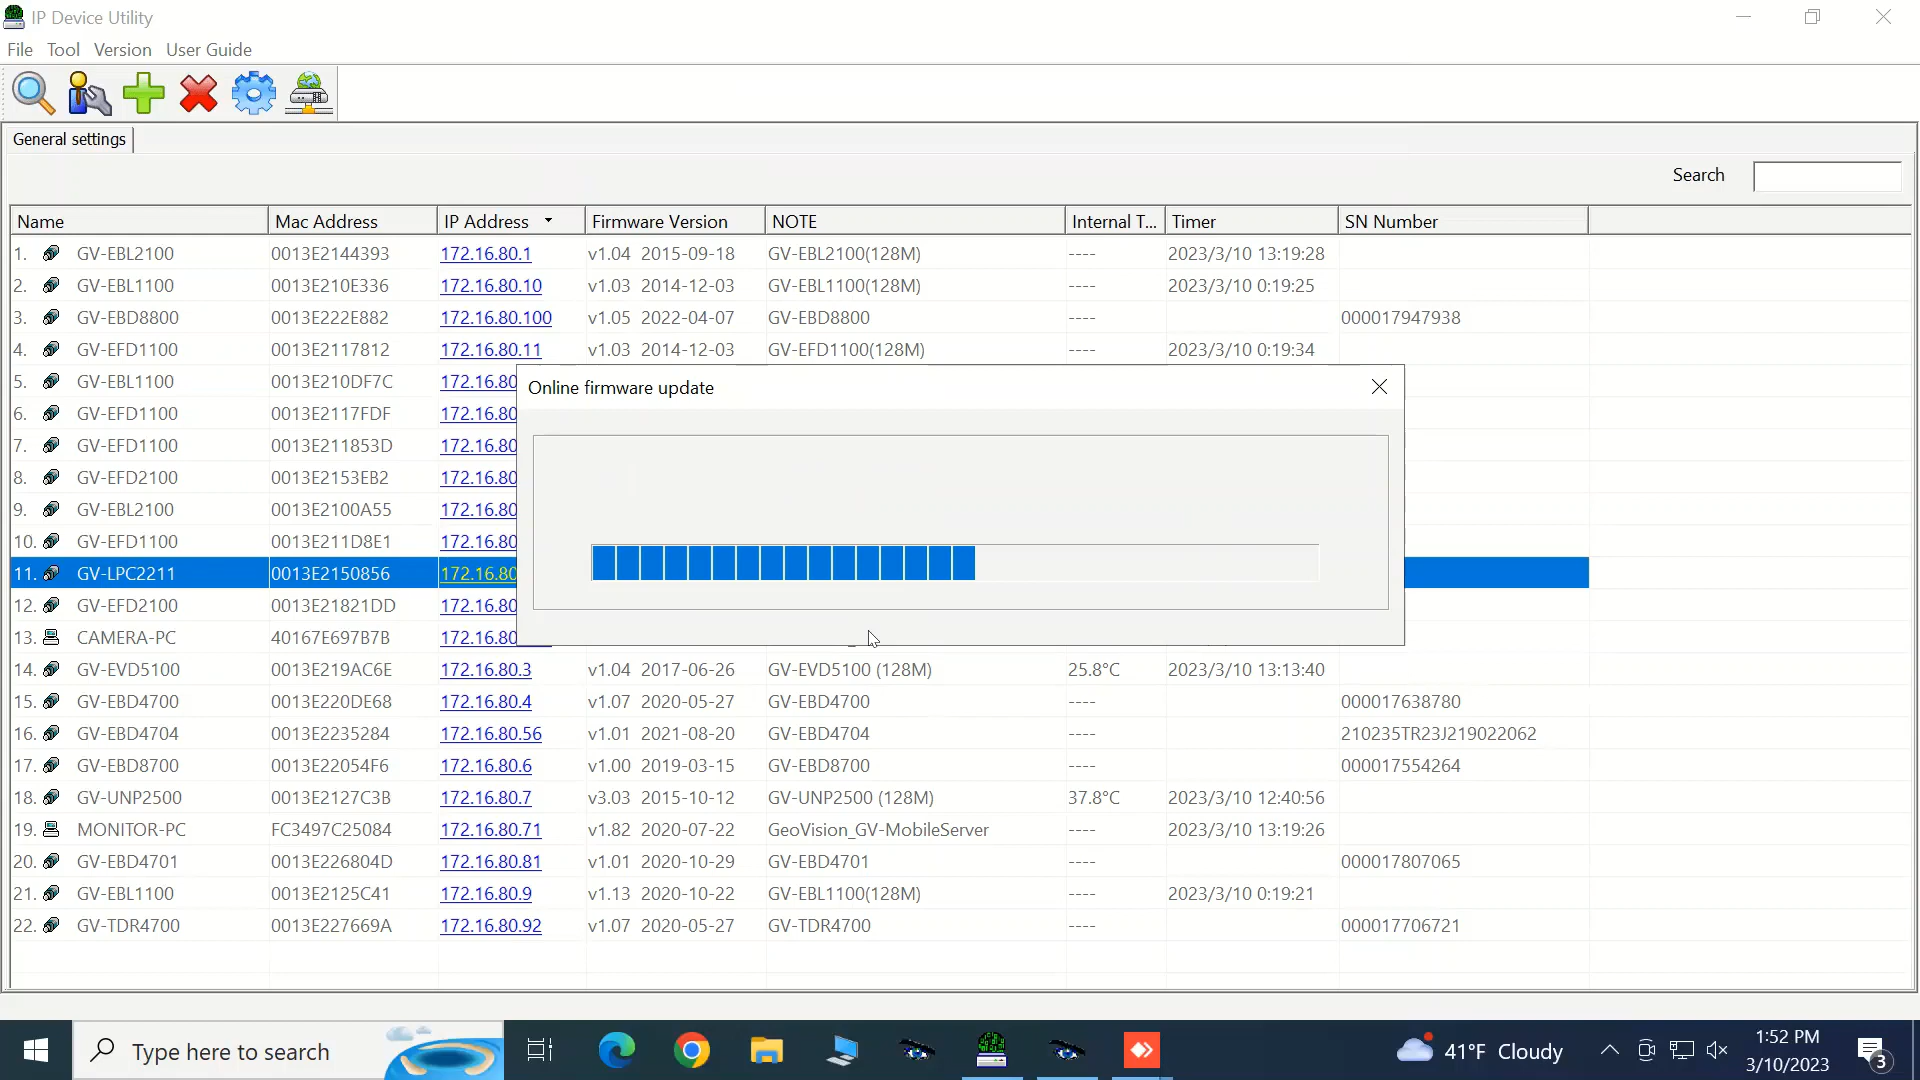 IP Device Utility
File Tool Version User Guide
General settings
Search
Name Mac Address IP Address Firmware Version NOTE Internal T... Timer SN Number
1. GV-EBL2100 0013E2144393 172.16.80.1 v1.04 2015-09-18 GV-EBL2100(128M) ---- 2023/3/10 13:19:28
2. GV-EBL1100 0013E210E336 172.16.80.10 v1.03 2014-12-03 GV-EBL1100(128M) ---- 2023/3/10 0:19:25
3. GV-EBD8800 0013E222E882 172.16.80.100 v1.05 2022-04-07 GV-EBD8800 ---- 000017947938
4. GV-EFD1100 0013E2117812 172.16.80.11 v1.03 2014-12-03 GV-EFD1100(128M) ---- 2023/3/10 0:19:34
5. GV-EBL1100 0013E210DF7C 172.16.80
Online firmware update
6. GV-EFD1100 0013E2117FDF 172.16.80
7. GV-EFD1100 0013E211853D 172.16.80
8. GV-EFD2100 0013E2153EB2 172.16.80
9. GV-EBL2100 0013E2100A55 172.16.80
10. GV-EFD1100 0013E211D8E1 172.16.80
11. GV-LPC2211 0013E2150856 172.16.80
12. GV-EFD2100 0013E21821DD 172.16.80
13. CAMERA-PC 40167E697B7B 172.16.80
14. GV-EVD5100 0013E219AC6E 172.16.80.3 v1.04 2017-06-26 GV-EVD5100 (128M) 25.8°C 2023/3/10 13:13:40
15. GV-EBD4700 0013E220DE68 172.16.80.4 v1.07 2020-05-27 GV-EBD4700 ---- 000017638780
16. GV-EBD4704 0013E2235284 172.16.80.56 v1.01 2021-08-20 GV-EBD4704 ---- 210235TR23J219022062
17. GV-EBD8700 0013E22054F6 172.16.80.6 v1.00 2019-03-15 GV-EBD8700 ---- 000017554264
18. GV-UNP2500 0013E2127C3B 172.16.80.7 v3.03 2015-10-12 GV-UNP2500 (128M) 37.8°C 2023/3/10 12:40:56
19. MONITOR-PC FC3497C25084 172.16.80.71 v1.82 2020-07-22 GeoVision_GV-MobileServer ---- 2023/3/10 13:19:26
20. GV-EBD4701 0013E226804D 172.16.80.81 v1.01 2020-10-29 GV-EBD4701 ---- 000017807065
21. GV-EBL1100 0013E2125C41 172.16.80.9 v1.13 2020-10-22 GV-EBL1100(128M) ---- 2023/3/10 0:19:21
22. GV-TDR4700 0013E227669A 172.16.80.92 v1.07 2020-05-27 GV-TDR4700 ---- 000017706721
Type here to search
41°F Cloudy
1:52 PM
3/10/2023
3